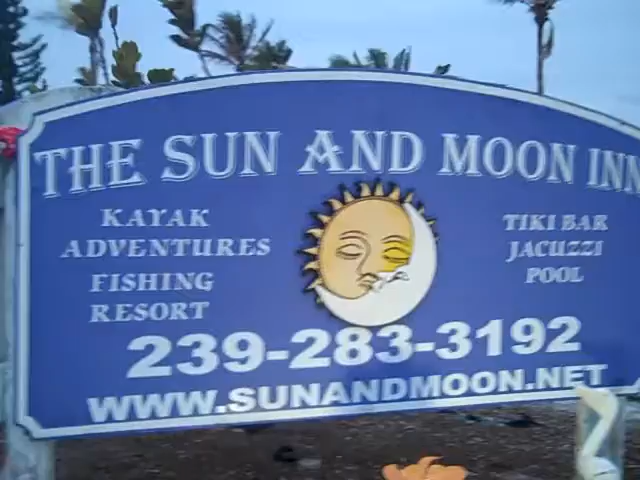 THE SUN AND MOON INN
KAYAK
ADVENTURES
FISHING
RESORT
TIKI BAR
JACUZZI
POOL
239-283-3192
WWW.SUNANDMOON.NET